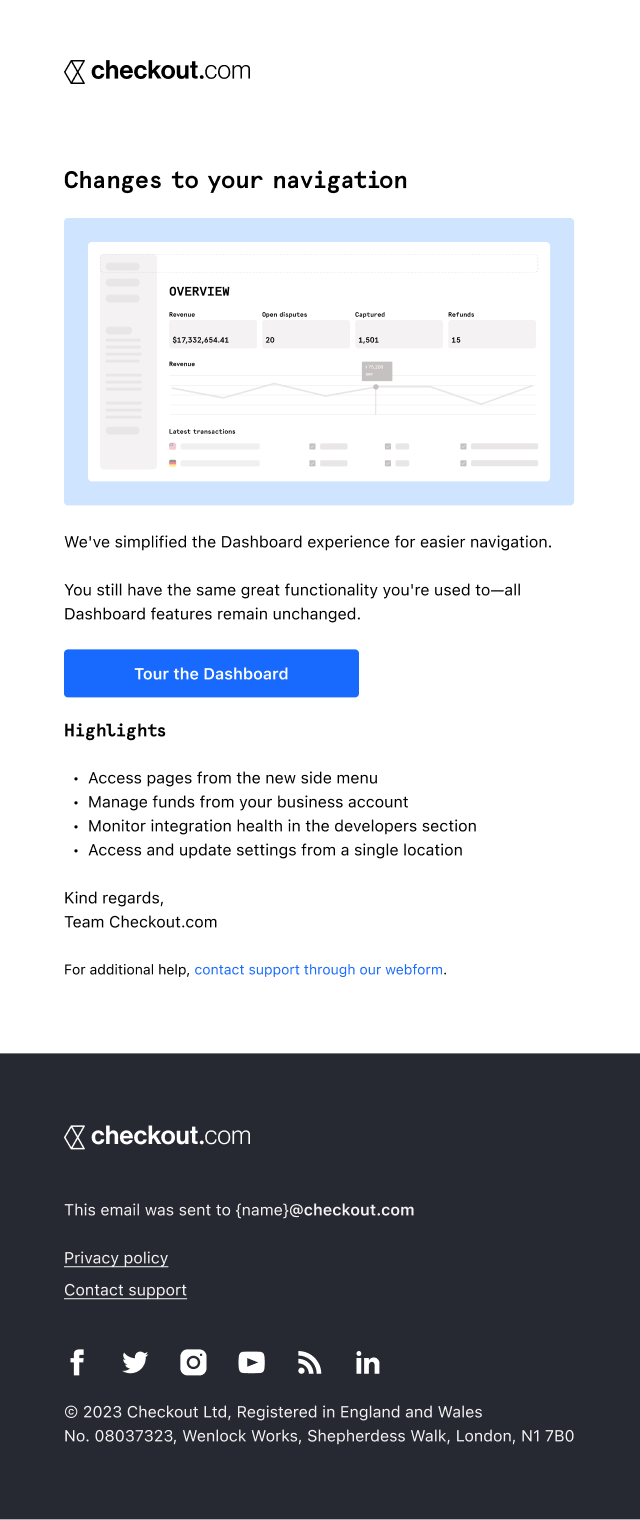 checkout.com
Changes to your navigation
OVERVIEW
Revenue Open disputes Captured Refunds
$17,332,654.41 20 1,501 15
Revenue
Latest transactions
We've simplified the Dashboard experience for easier navigation.
You still have the same great functionality you're used to—all
Dashboard features remain unchanged.
Tour the Dashboard
Highlights
• Access pages from the new side menu
• Manage funds from your business account
• Monitor integration health in the developers section
• Access and update settings from a single location
Kind regards,
Team Checkout.com
For additional help, contact support through our webform.
checkout.com
This email was sent to {name}@checkout.com
Privacy policy
Contact support
© 2023 Checkout Ltd, Registered in England and Wales
No. 08037323, Wenlock Works, Shepherdess Walk, London, N1 7B0